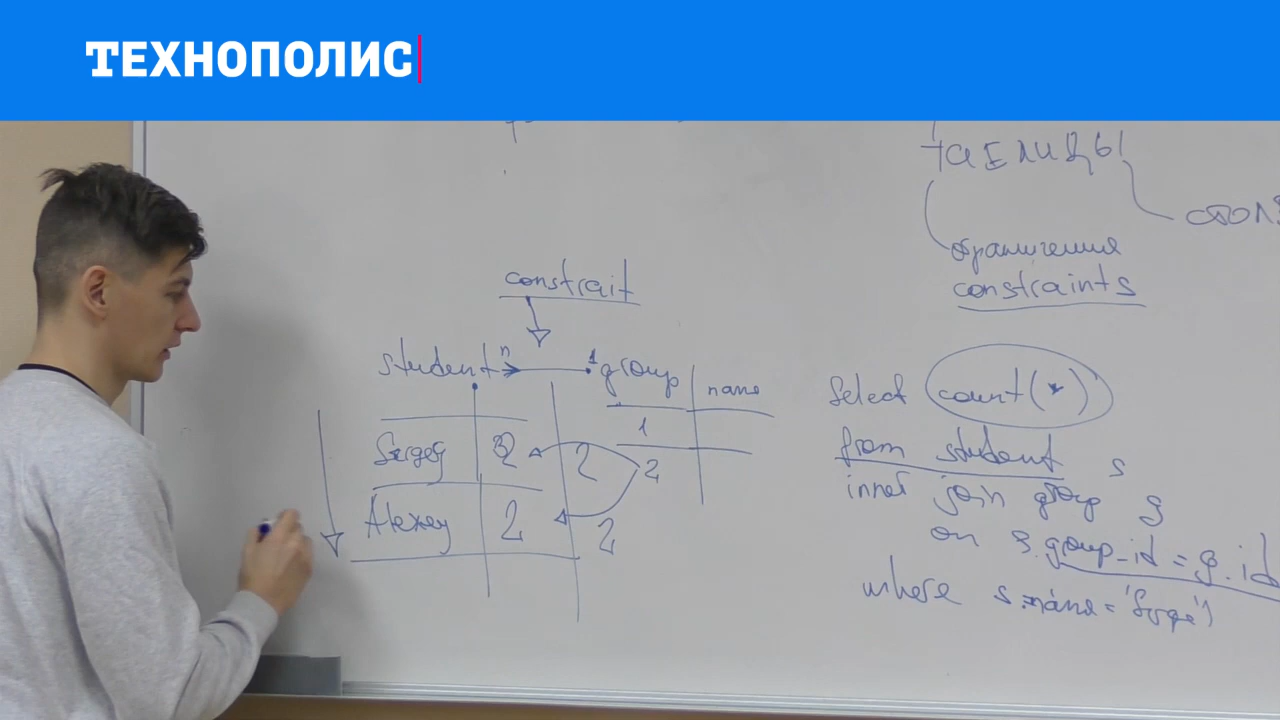 ТЕХНОПОЛИС
таблицы
ограничения
constraints
constrait
student n 1 group name
1
Sergey 2 2 2
Alexey 2 2
Select count(*)
from student s
inner join group g
on s.group_id = g.id
where s.name=